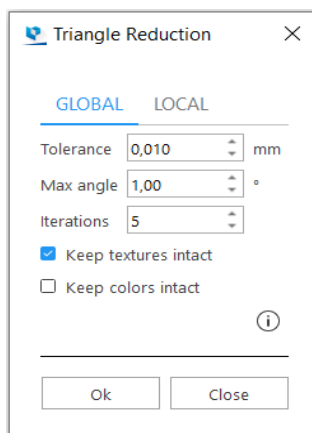 Triangle Reduction
GLOBAL LOCAL
Tolerance 0,010 mm
Max angle 1,00 °
Iterations 5
Keep textures intact
Keep colors intact
Ok Close